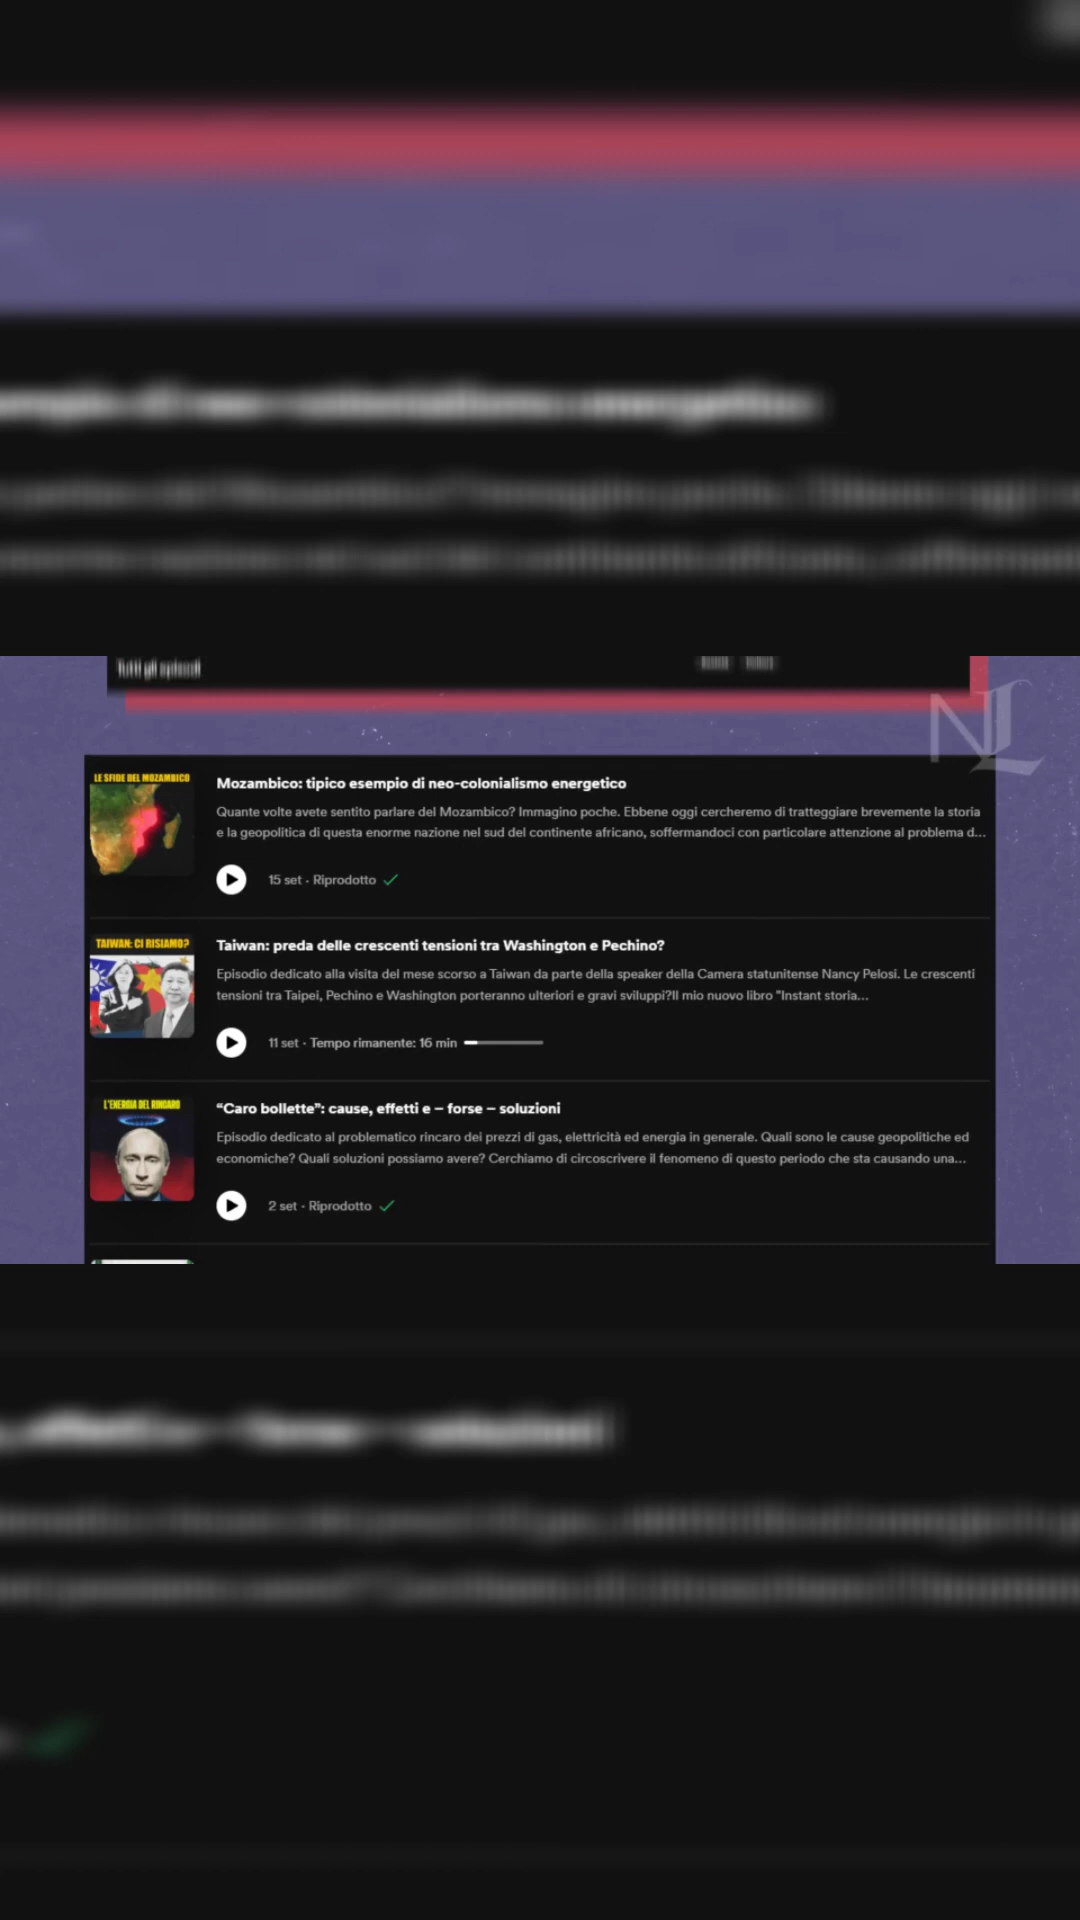 Tutti gli episodi
NL
LE SFIDE DEL MOZAMBICO
Mozambico: tipico esempio di neo-colonialismo energetico
Quante volte avete sentito parlare del Mozambico? Immagino poche. Ebbene oggi cercheremo di tratteggiare brevemente la storia
e la geopolitica di questa enorme nazione nel sud del continente africano, soffermandoci con particolare attenzione al problema d...
15 set · Riprodotto
TAIWAN: CI RISIAMO?
Taiwan: preda delle crescenti tensioni tra Washington e Pechino?
Episodio dedicato alla visita del mese scorso a Taiwan da parte della speaker della Camera statunitense Nancy Pelosi. Le crescenti
tensioni tra Taipei, Pechino e Washington porteranno ulteriori e gravi sviluppi?Il mio nuovo libro "Instant storia...
11 set · Tempo rimanente: 16 min
L'ENERGIA DEL RINCARO
“Caro bollette”: cause, effetti e – forse – soluzioni
Episodio dedicato al problematico rincaro dei prezzi di gas, elettricità ed energia in generale. Quali sono le cause geopolitiche ed
economiche? Quali soluzioni possiamo avere? Cerchiamo di circoscrivere il fenomeno di questo periodo che sta causando una...
2 set · Riprodotto